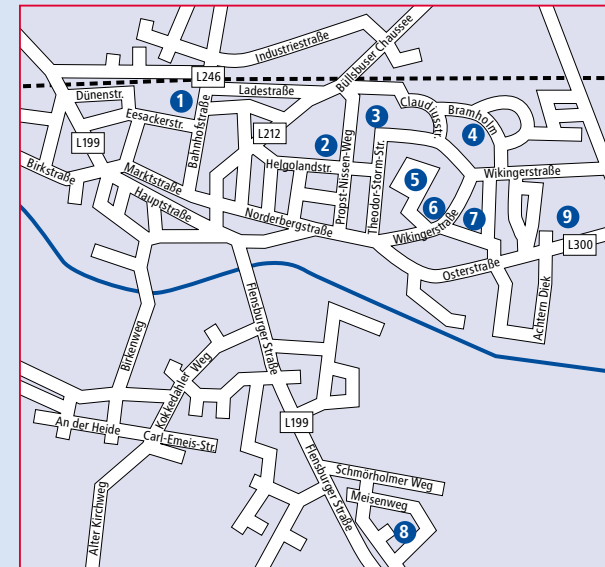 Industriestraße
Büllsbuser Chaussee
L246
Dünenstr.
Ladestraße
1
Claudiusstr.
Bramholm
3
4
Eesackerstr.
Bahnhofstraße
L212
L199
2
Propst-Nissen-Weg
Theodor-Storm-Str.
Birkstraße
Marktstraße
Helgolandstr.
Wikingerstraße
5
Hauptstraße
6
7
9
Norderbergstraße
Wikingerstraße
L300
Osterstraße
Achtern Diek
Flensburger Straße
Birkenweg
Kokkedahler Weg
An der Heide
L199
Carl-Emeis-Str.
Flensburger Straße
Schmörholmer Weg
Meisenweg
Alter Kirchweg
8